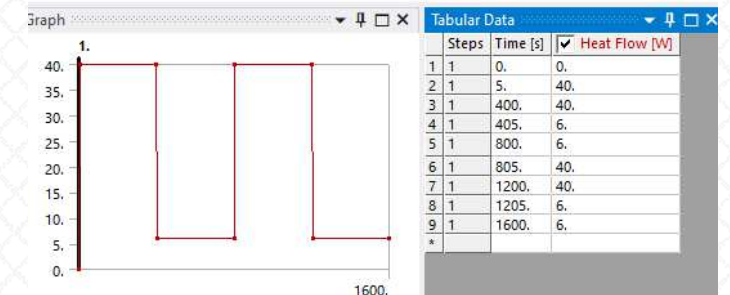 Graph
1.
40.
35.
30.
25.
20.
15.
10.
5.
0.
1600.
Tabular Data
Steps Time [s] Heat Flow [W]
1 1 0. 0.
2 1 5. 40.
3 1 400. 40.
4 1 405. 6.
5 1 800. 6.
6 1 805. 40.
7 1 1200. 40.
8 1 1205. 6.
9 1 1600. 6.
*